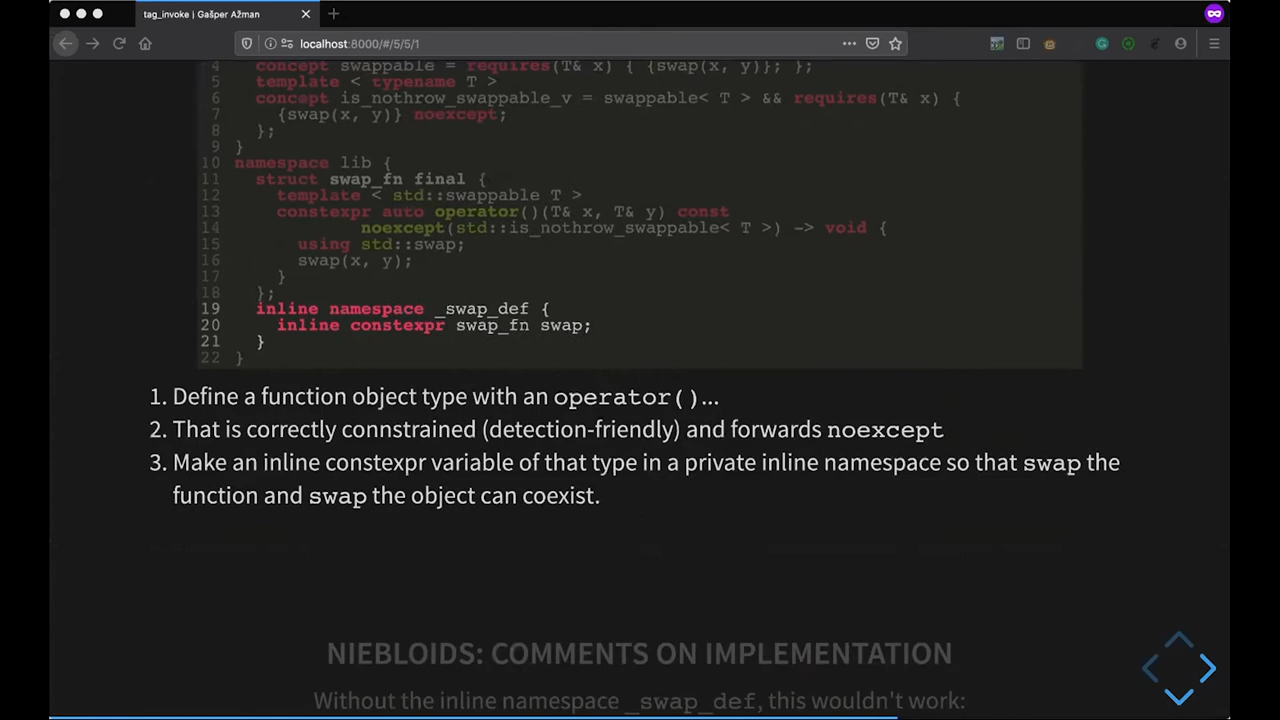 tag_invoke | Gašper Ažman
localhost:8000/#/5/5/1
4 concept swappable = requires(T& x) { {swap(x, y)}; };
5 template < typename T >
6 concept is_nothrow_swappable_v = swappable< T > && requires(T& x) {
7 {swap(x, y)} noexcept;
8 };
9 }
10 namespace lib {
11 struct swap_fn final {
12 template < std::swappable T >
13 constexpr auto operator()(T& x, T& y) const
14 noexcept(std::is_nothrow_swappable< T >) -> void {
15 using std::swap;
16 swap(x, y);
17 }
18 };
19 inline namespace _swap_def {
20 inline constexpr swap_fn swap;
21 }
22 }
1. Define a function object type with an operator()...
2. That is correctly connstrained (detection-friendly) and forwards noexcept
3. Make an inline constexpr variable of that type in a private inline namespace so that swap the
function and swap the object can coexist.
NIEBLOIDS: COMMENTS ON IMPLEMENTATION
Without the inline namespace _swap_def, this wouldn't work: